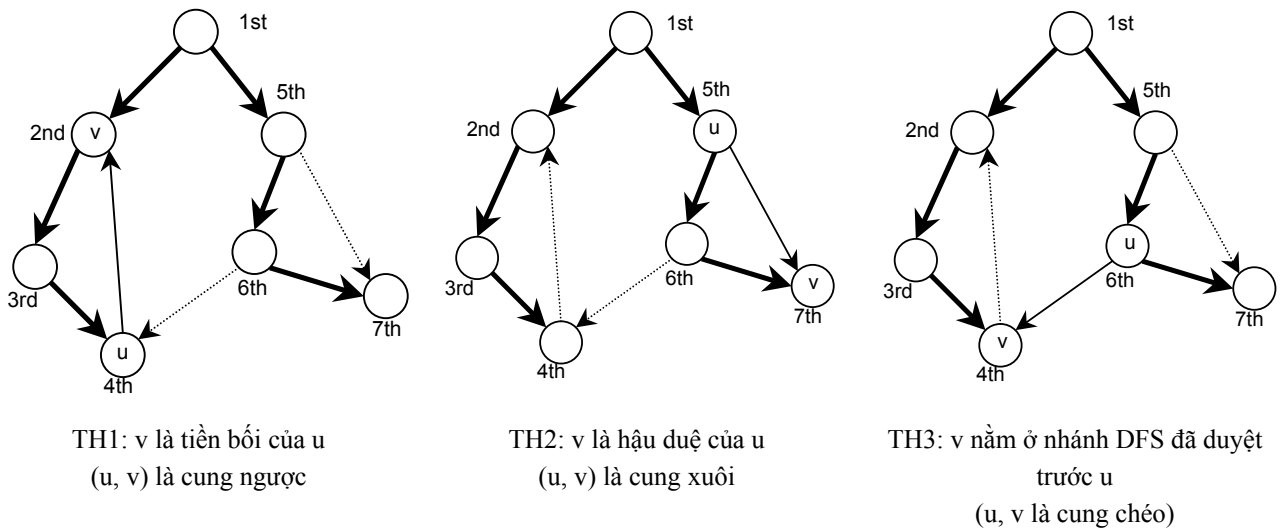 1st
5th
2nd
v
3rd
6th
7th
u
4th
TH1: v là tiền bối của u
(u, v) là cung ngược
1st
5th
2nd
u
3rd
6th
v
7th
4th
TH2: v là hậu duệ của u
(u, v) là cung xuôi
1st
5th
2nd
u
3rd
6th
7th
v
4th
TH3: v nằm ở nhánh DFS đã duyệt
trước u
(u, v là cung chéo)